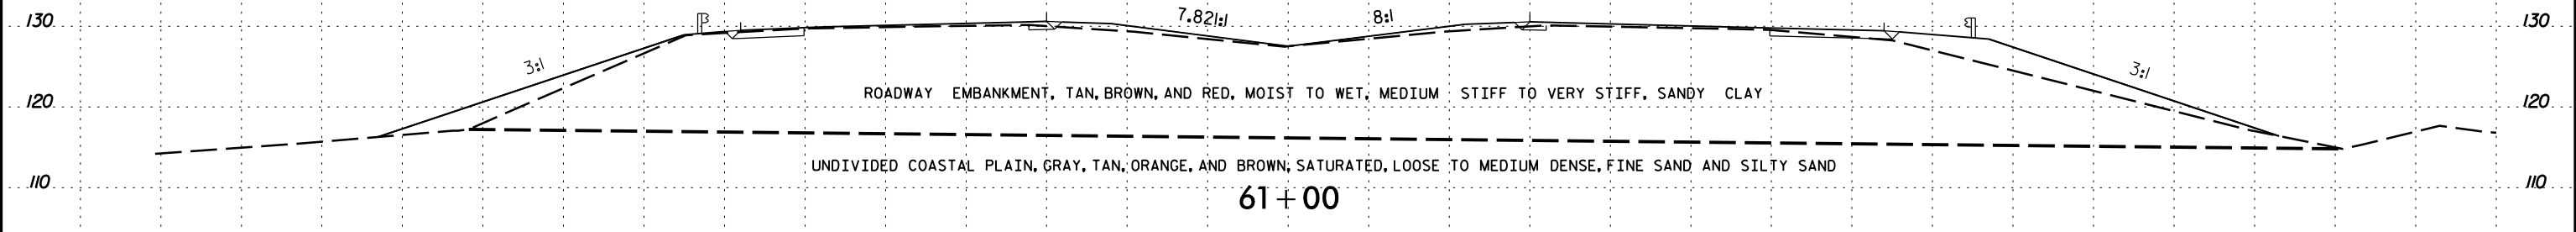 130 7.821:1 8:1 130
3:1 3:1
ROADWAY EMBANKMENT, TAN, BROWN, AND RED, MOIST TO WET, MEDIUM STIFF TO VERY STIFF, SANDY CLAY
120 120
UNDIVIDED COASTAL PLAIN, GRAY, TAN, ORANGE, AND BROWN, SATURATED, LOOSE TO MEDIUM DENSE, FINE SAND AND SILTY SAND
110 110
61+00